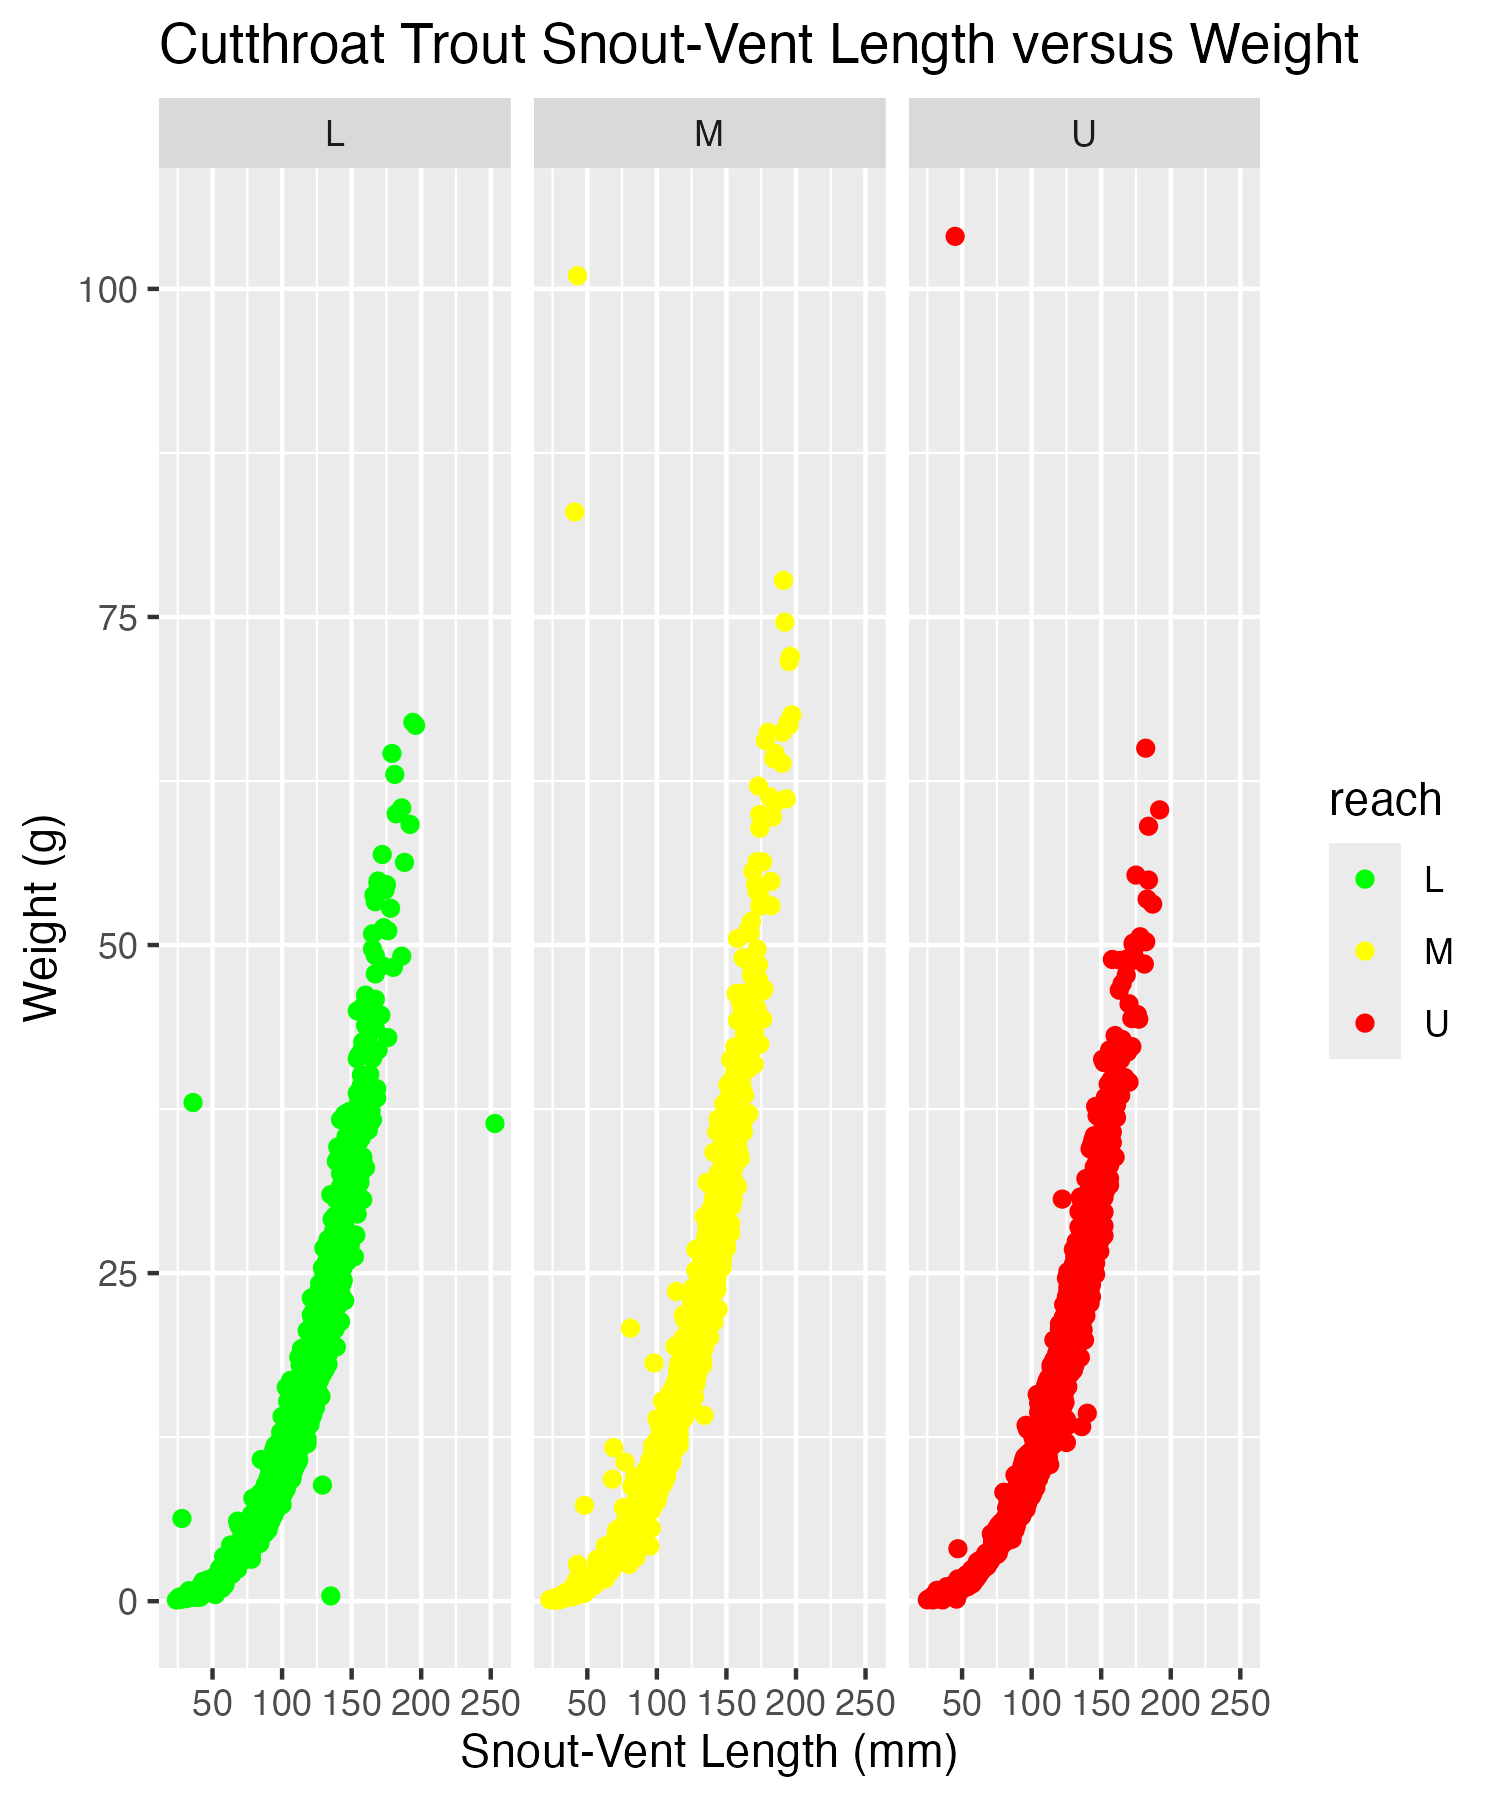 Cutthroat Trout Snout-Vent Length versus Weight
L M U
100
75
50
25
0
Weight (g)
50 100 150 200 250 50 100 150 200 250 50 100 150 200 250
Snout-Vent Length (mm)
reach
L
M
U